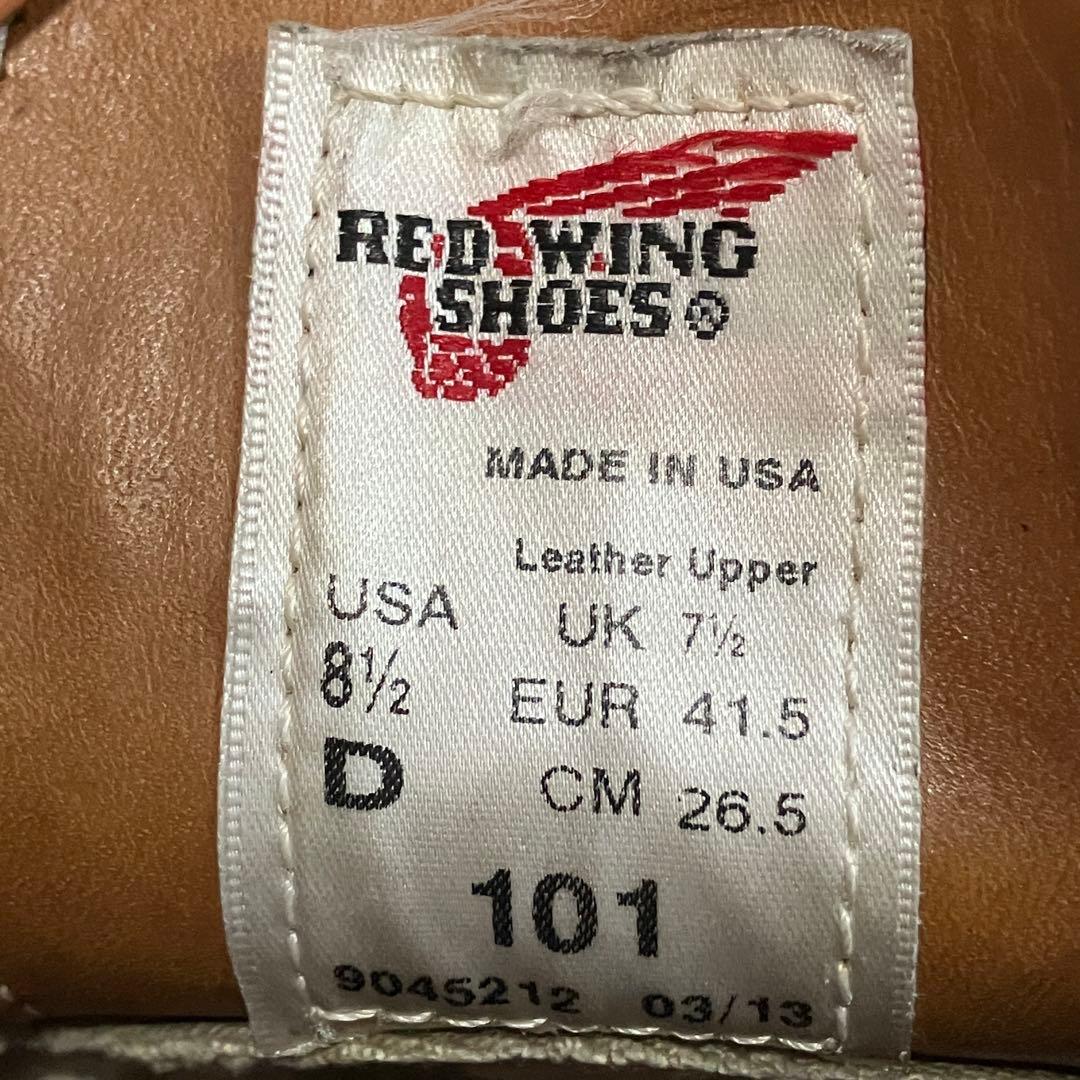 RED WING
SHOES®
MADE IN USA
Leather Upper
USA UK 7½
8½ EUR 41.5
D CM 26.5
101
9045212 03/13